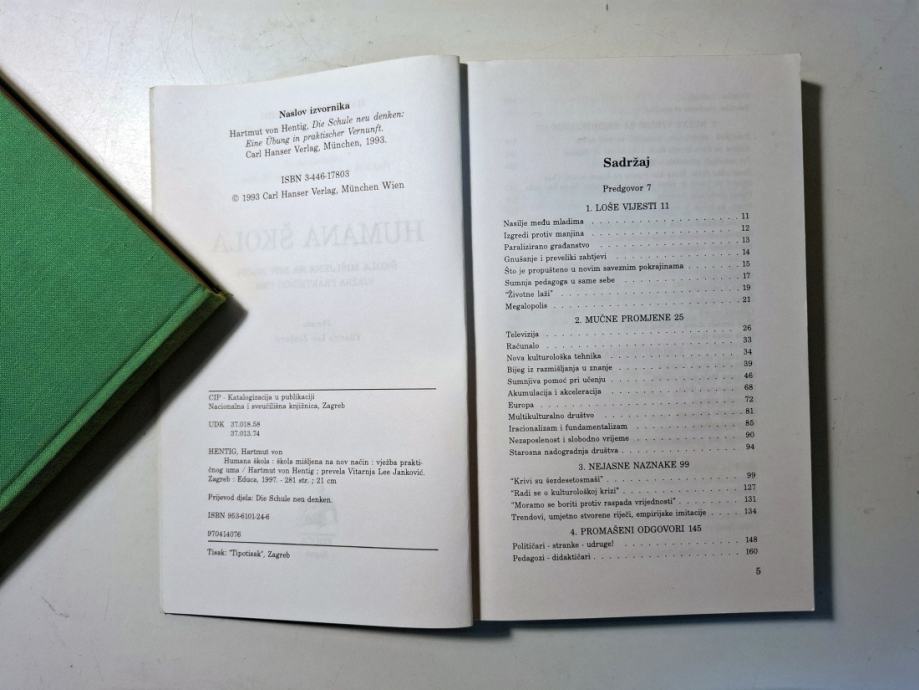 Naslov izvornika
Hartmut von Hentig, Die Schule neu denken:
Eine Übung in praktischer Vernunft.
Carl Hanser Verlag, München, 1993.
ISBN 3-446-17803
© 1993 Carl Hanser Verlag, München Wien
CIP - Katalogizacija u publikaciji
Nacionalna i sveučilišna knjižnica, Zagreb
UDK 37.018.58
37.013.74
HENTIG, Hartmut von
Humana škola : škola mišljena na nov način : vježba prakti-
čnog uma / Hartmut von Hentig ; prevela Vitarnja Lee Janković.
Zagreb : Educa, 1997. - 281 str. ; 21 cm
Prijevod djela: Die Schule neu denken.
ISBN 953-6101-24-6
970414076
Tisak: "Tipotisak", Zagreb
Sadržaj
Predgovor 7
1. LOŠE VIJESTI 11
Nasilje među mladima . . . . . . . . . . 11
Izgredi protiv manjina . . . . . . . . . . 12
Paralizirano građanstvo . . . . . . . . . . 13
Gnušanje i preveliki zahtjevi . . . . . . . . . . 14
Što je propušteno u novim saveznim pokrajinama . . . . . . 15
Sumnja pedagoga u same sebe . . . . . . . . . . 17
"Životne laži" . . . . . . . . . . 19
Megalopolis . . . . . . . . . . 21
2. MUČNE PROMJENE 25
Televizija . . . . . . . . . . 26
Računalo . . . . . . . . . . 33
Nova kulturološka tehnika . . . . . . . . . . 34
Bijeg iz razmišljanja u znanje . . . . . . . . . . 39
Sumnjiva pomoć pri učenju . . . . . . . . . . 46
Akumulacija i akceleracija . . . . . . . . . . 68
Europa . . . . . . . . . . 72
Multikulturalno društvo . . . . . . . . . . 81
Iracionalizam i fundamentalizam . . . . . . . . . . 85
Nezaposlenost i slobodno vrijeme . . . . . . . . . . 90
Starosna nadogradnja društva . . . . . . . . . . 94
3. NEJASNE NAZNAKE 99
"Krivi su šezdesetosmaši" . . . . . . . . . . 99
"Radi se o kulturološkoj krizi" . . . . . . . . . . 127
"Moramo se boriti protiv raspada vrijednosti" . . . . . . 131
Trendovi, umjetno stvorene riječi, empirijske imitacije . . . . 134
4. PROMAŠENI ODGOVORI 145
Političari - stranke - udruge! . . . . . . . . . . 148
Pedagozi - didaktičari . . . . . . . . . . 160
5